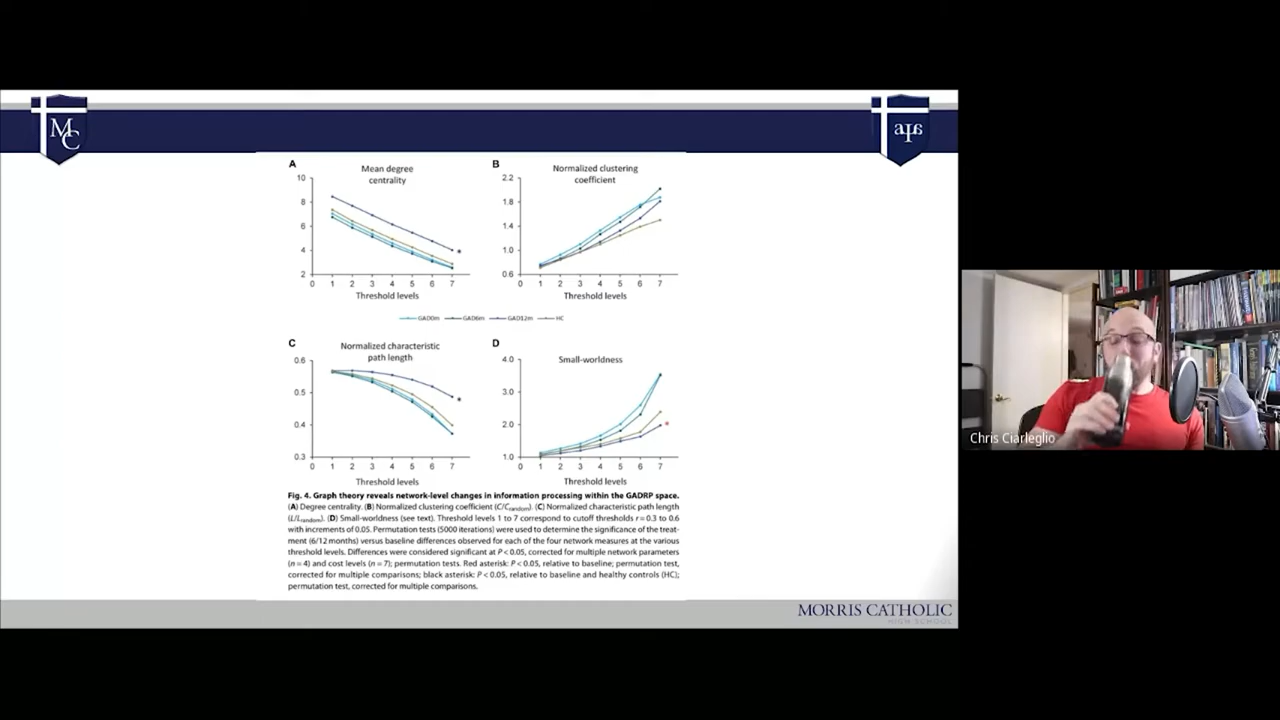 MC
A
Mean degree
centrality
10
8
6
4
2
0 1 2 3 4 5 6 7
Threshold levels
*
B
Normalized clustering
coefficient
2.2
1.8
1.4
1.0
0.6
0 1 2 3 4 5 6 7
Threshold levels
GAD0m GAD6m GAD12m HC
C
Normalized characteristic
path length
0.6
0.5
0.4
0.3
0 1 2 3 4 5 6 7
Threshold levels
*
D
Small-worldness
4.0
3.0
2.0
1.0
0 1 2 3 4 5 6 7
Threshold levels
*
Fig. 4. Graph theory reveals network-level changes in information processing within the GADRP space.
(A) Degree centrality. (B) Normalized clustering coefficient (C/Crandom). (C) Normalized characteristic path length
(L/Lrandom). (D) Small-worldness (see text). Threshold levels 1 to 7 correspond to cutoff thresholds r = 0.3 to 0.6
with increments of 0.05. Permutation tests (5000 iterations) were used to determine the significance of the treat-
ment (6/12 months) versus baseline differences observed for each of the four network measures at the various
threshold levels. Differences were considered significant at P < 0.05, corrected for multiple network parameters
(n = 4) and cost levels (n = 7); permutation tests. Red asterisk: P < 0.05, relative to baseline; permutation test,
corrected for multiple comparisons; black asterisk: P < 0.05, relative to baseline and healthy controls (HC);
permutation test, corrected for multiple comparisons.
MORRIS CATHOLIC
HIGH SCHOOL
Chris Ciarleglio